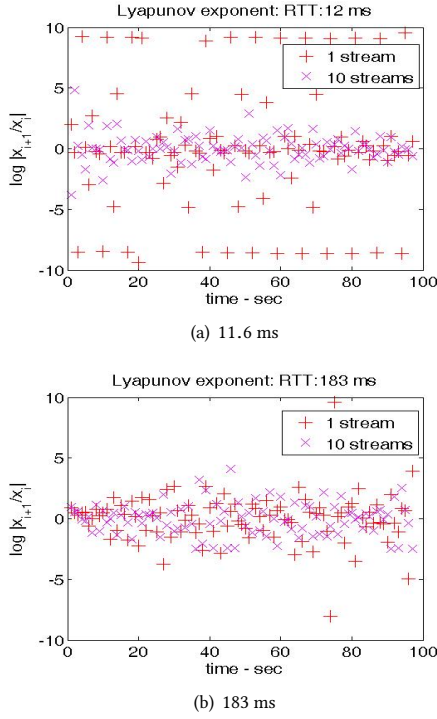 Lyapunov exponent: RTT:12 ms
10
5
0
-5
-10
log |x_{i+1}/x_i|
1 stream
10 streams
0 20 40 60 80 100
time - sec
(a) 11.6 ms
Lyapunov exponent: RTT:183 ms
10
5
0
-5
-10
log |x_{i+1}/x_i|
1 stream
10 streams
0 20 40 60 80 100
time - sec
(b) 183 ms